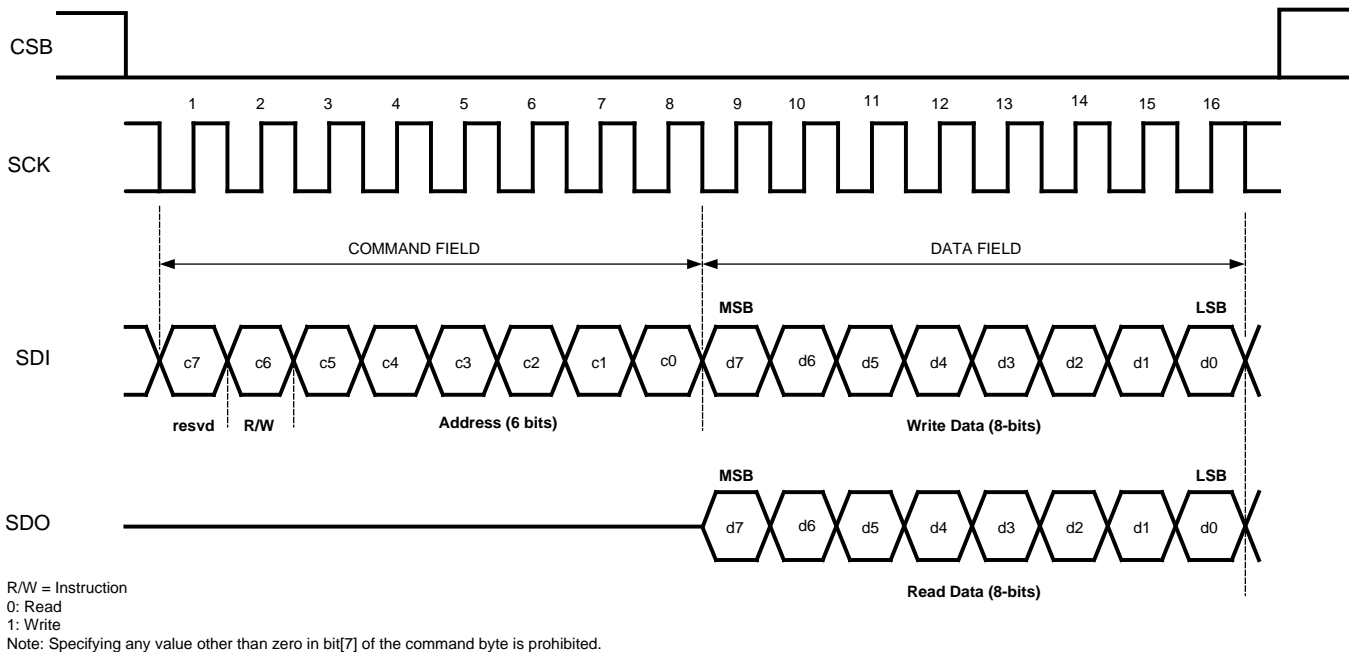 CSB
1 2 3 4 5 6 7 8 9 10 11 12 13 14 15 16
SCK
COMMAND FIELD DATA FIELD
MSB LSB
SDI c7 c6 c5 c4 c3 c2 c1 c0 d7 d6 d5 d4 d3 d2 d1 d0
resvd R/W Address (6 bits) Write Data (8-bits)
MSB LSB
SDO d7 d6 d5 d4 d3 d2 d1 d0
Read Data (8-bits)
R/W = Instruction
0: Read
1: Write
Note: Specifying any value other than zero in bit[7] of the command byte is prohibited.